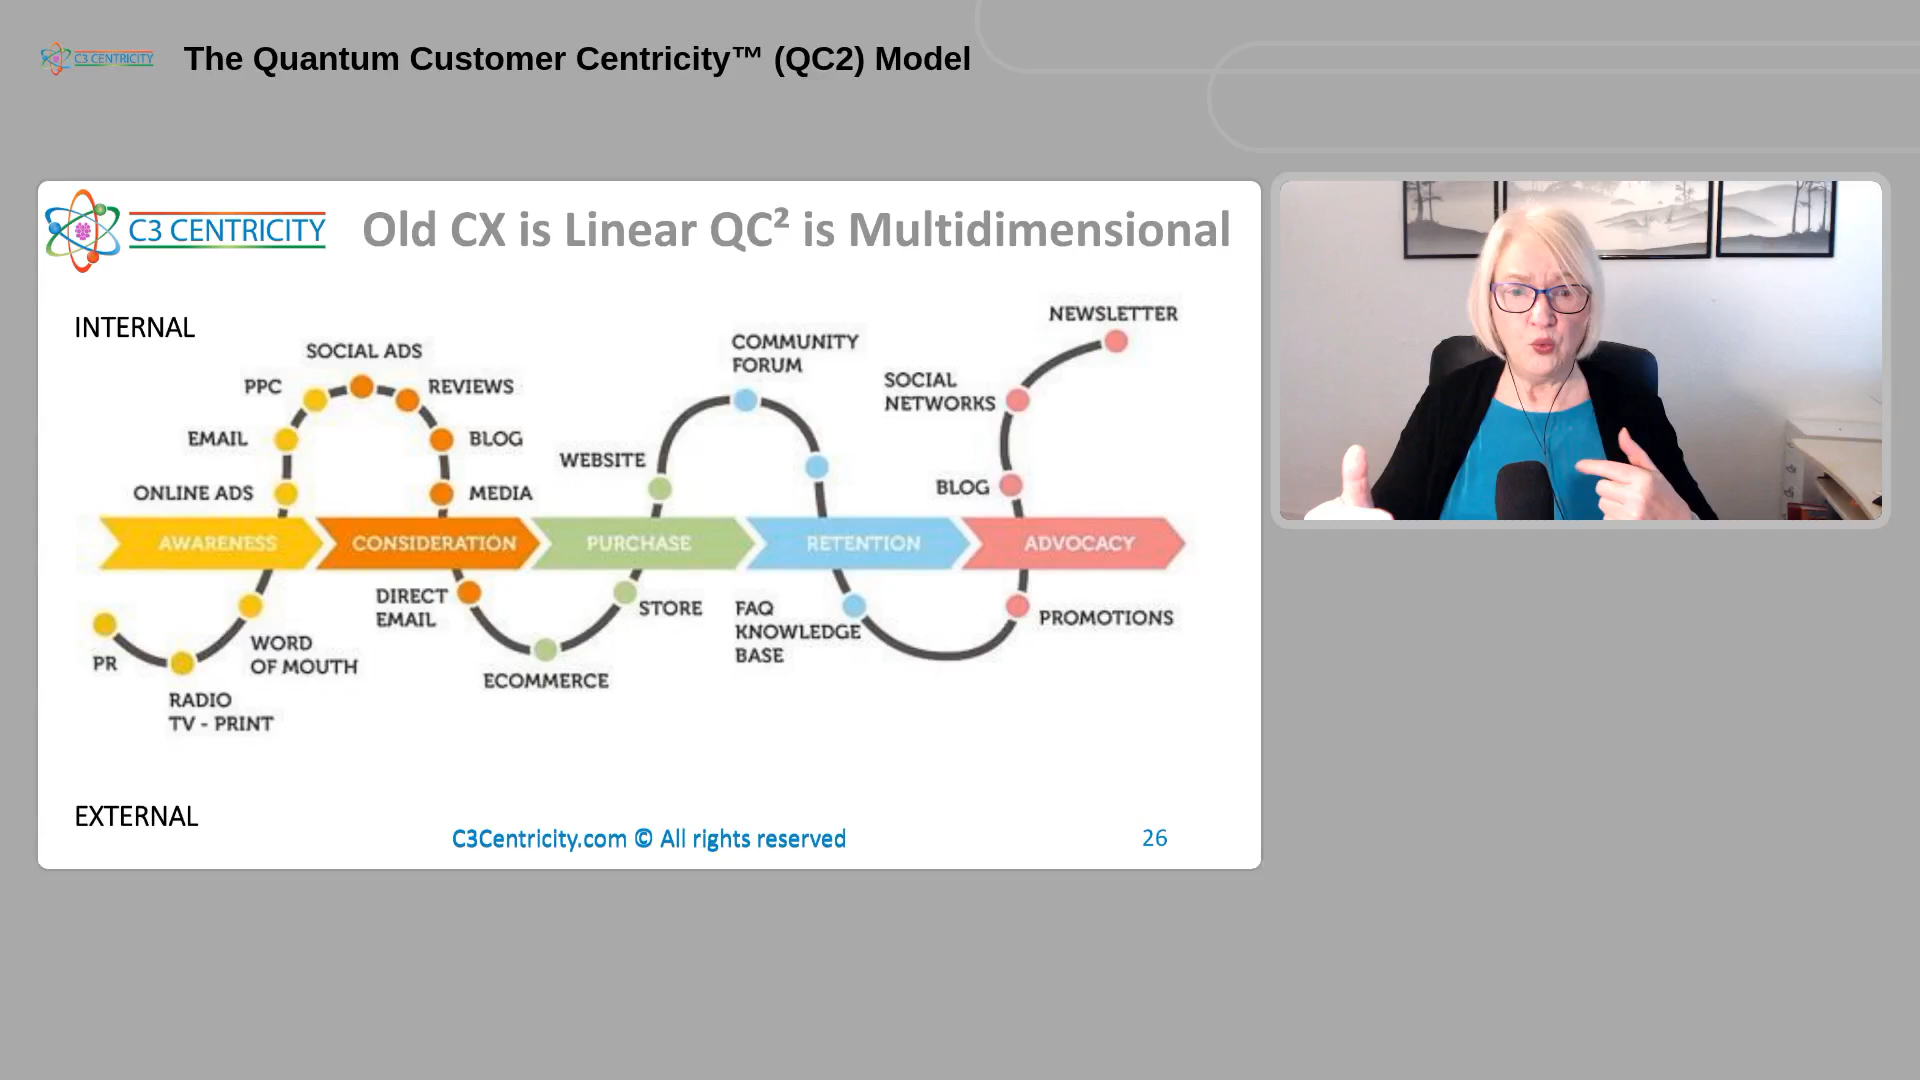 C3 CENTRICITY
The Quantum Customer Centricity™ (QC2) Model
C3 CENTRICITY
Old CX is Linear QC² is Multidimensional
INTERNAL
NEWSLETTER
SOCIAL ADS
COMMUNITY
FORUM
PPC
REVIEWS
SOCIAL
NETWORKS
EMAIL
BLOG
WEBSITE
ONLINE ADS
MEDIA
BLOG
AWARENESS
CONSIDERATION
PURCHASE
RETENTION
ADVOCACY
DIRECT
EMAIL
STORE
FAQ
KNOWLEDGE
BASE
PROMOTIONS
WORD
OF MOUTH
PR
ECOMMERCE
RADIO
TV - PRINT
EXTERNAL
C3Centricity.com © All rights reserved
26